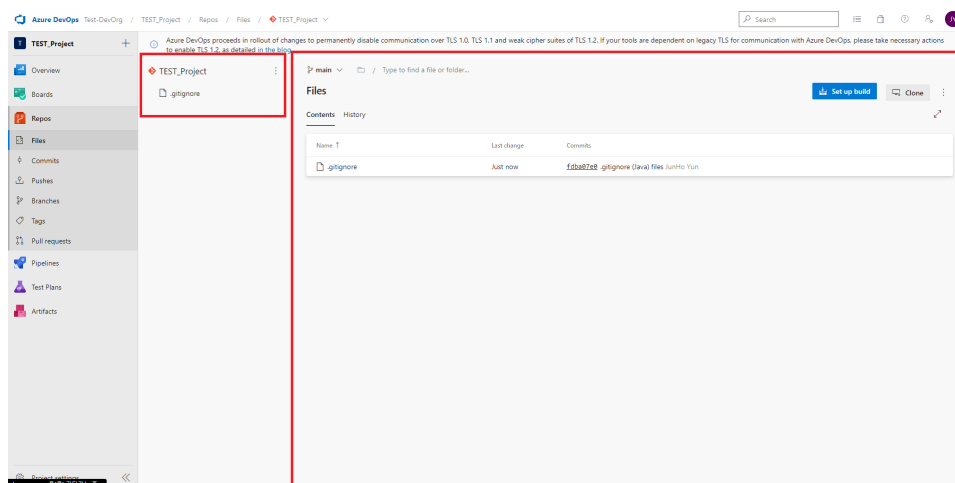 Azure DevOps Test-DevOrg / TEST_Project / Repos / Files / TEST_Project
Search
T TEST_Project +
Azure DevOps proceeds in rollout of changes to permanently disable communication over TLS 1.0, TLS 1.1 and weak cipher suites of TLS 1.2. If your tools are dependent on legacy TLS for communication with Azure DevOps, please take necessary actions
to enable TLS 1.2, as detailed in the blog.
Overview
Boards
Repos
Files
Commits
Pushes
Branches
Tags
Pull requests
Pipelines
Test Plans
Artifacts
Project settings
TEST_Project
.gitignore
main / Type to find a file or folder...
Files
Set up build
Clone
Contents History
Name ↑ Last change Commits
.gitignore Just now fdba07e0 .gitignore (Java) files JunHo Yun